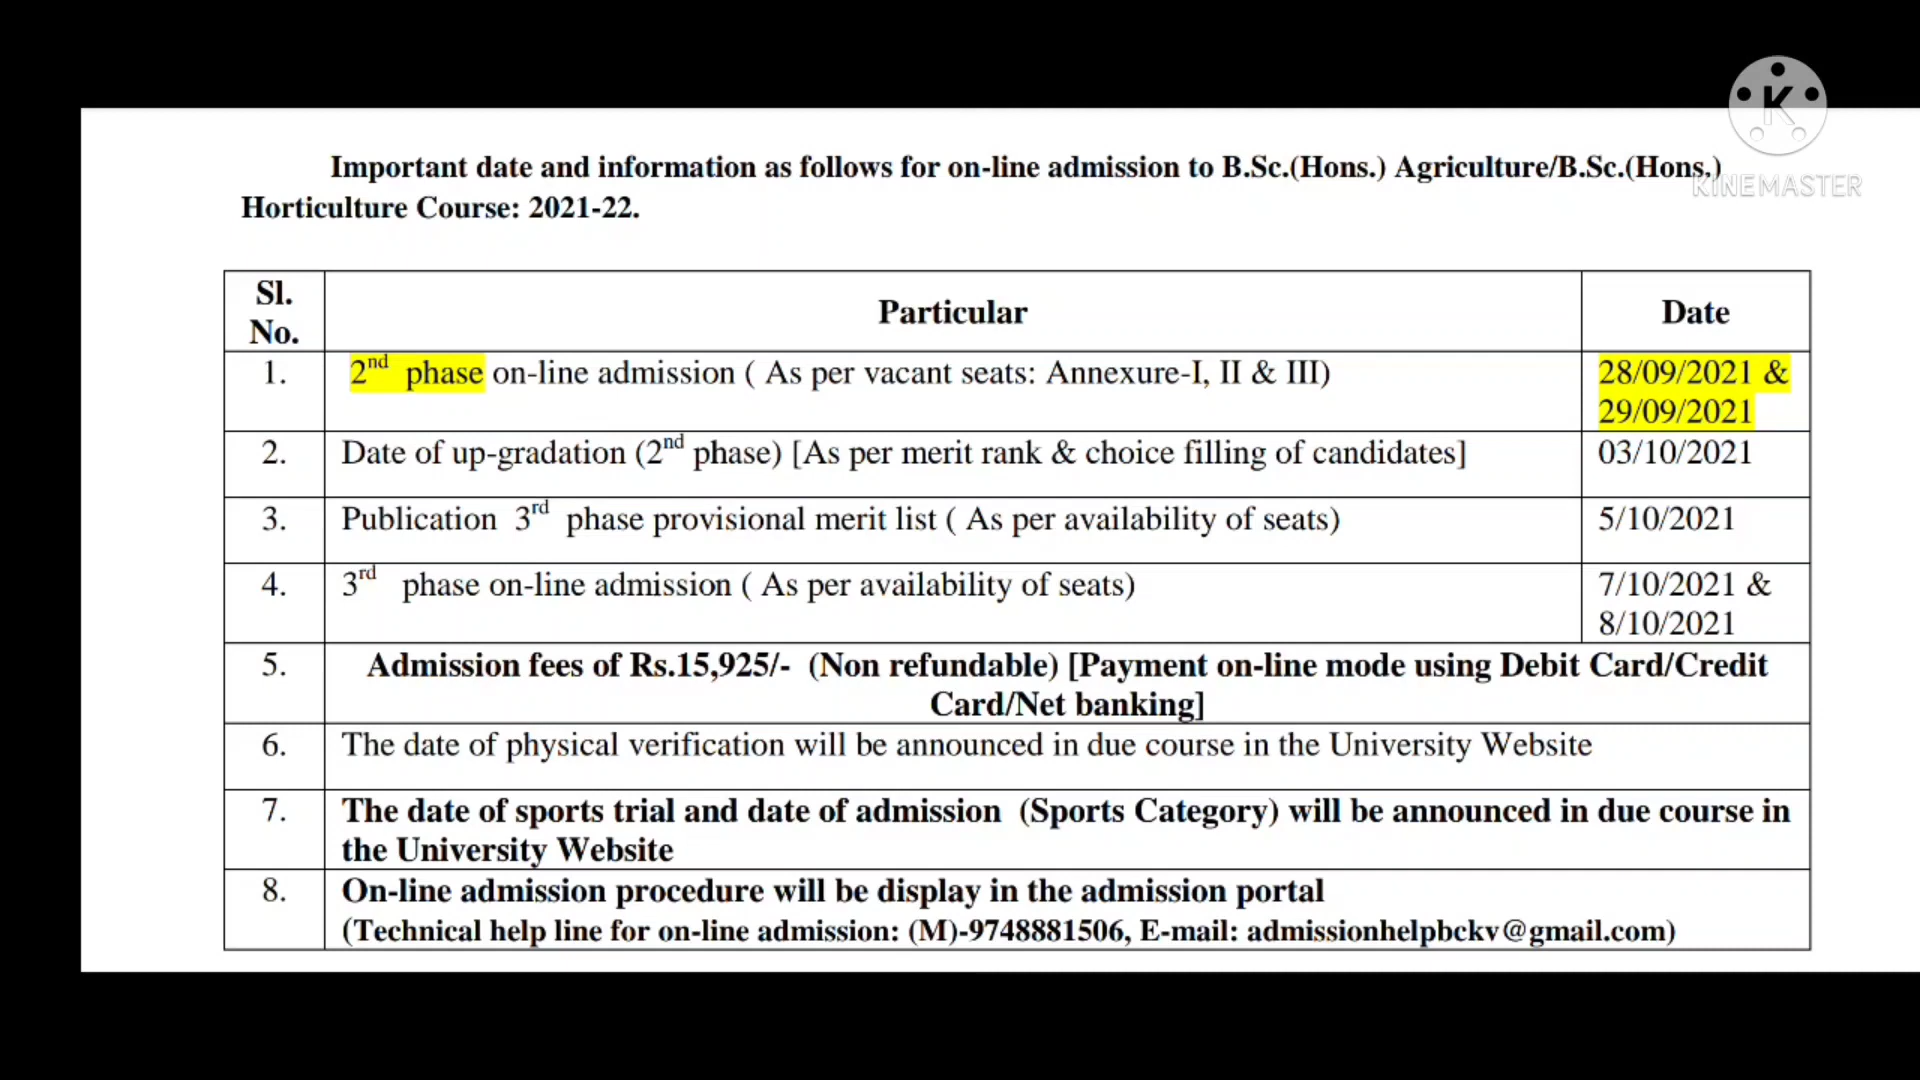 Important date and information as follows for on-line admission to B.Sc.(Hons.) Agriculture/B.Sc.(Hons.)
Horticulture Course: 2021-22.
K
KINEMASTER
Sl.
No.
Particular
Date
1.
2nd phase on-line admission ( As per vacant seats: Annexure-I, II & III)
28/09/2021 &
29/09/2021
2.
Date of up-gradation (2nd phase) [As per merit rank & choice filling of candidates]
03/10/2021
3.
Publication 3rd phase provisional merit list ( As per availability of seats)
5/10/2021
4.
3rd phase on-line admission ( As per availability of seats)
7/10/2021 &
8/10/2021
5.
Admission fees of Rs.15,925/- (Non refundable) [Payment on-line mode using Debit Card/Credit
Card/Net banking]
6.
The date of physical verification will be announced in due course in the University Website
7.
The date of sports trial and date of admission (Sports Category) will be announced in due course in
the University Website
8.
On-line admission procedure will be display in the admission portal
(Technical help line for on-line admission: (M)-9748881506, E-mail: admissionhelpbckv@gmail.com)